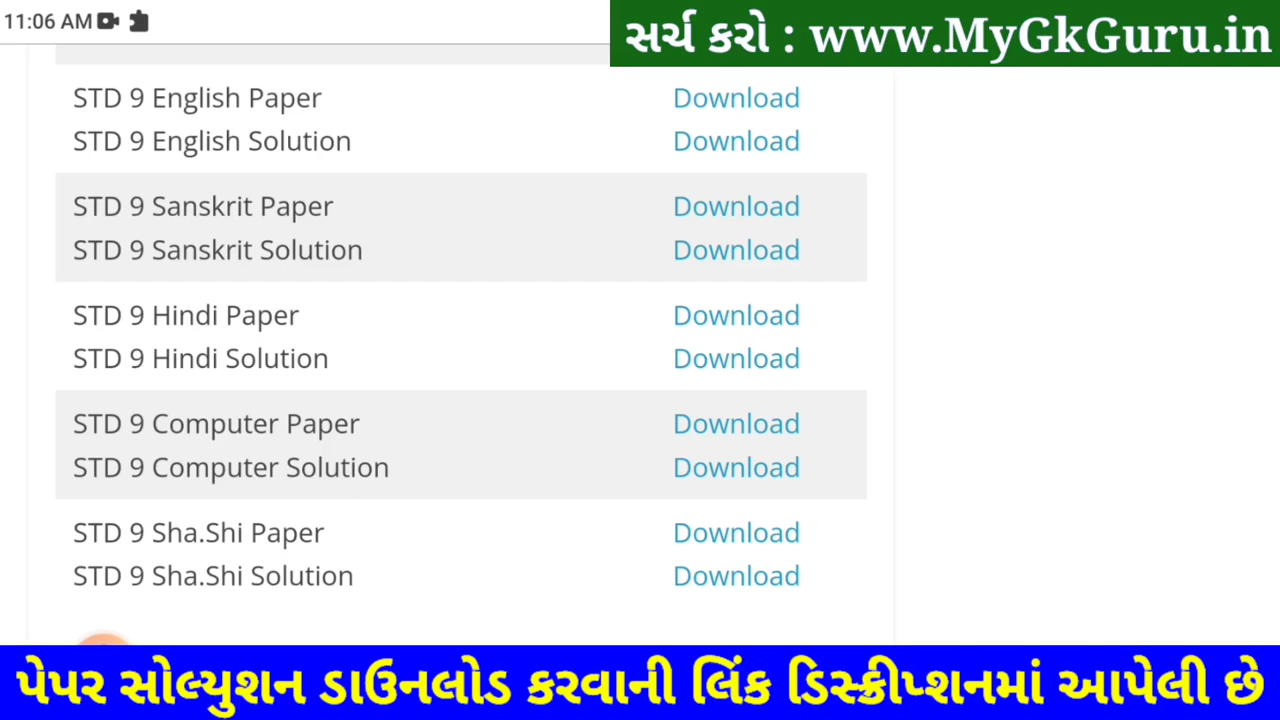 11:06 AM
સર્ચ કરો : www.MyGkGuru.in
STD 9 English Paper Download
STD 9 English Solution Download
STD 9 Sanskrit Paper Download
STD 9 Sanskrit Solution Download
STD 9 Hindi Paper Download
STD 9 Hindi Solution Download
STD 9 Computer Paper Download
STD 9 Computer Solution Download
STD 9 Sha.Shi Paper Download
STD 9 Sha.Shi Solution Download
પેપર સોલ્યુશન ડાઉનલોડ કરવાની લિંક ડિસ્ક્રીપ્શનમાં આપેલી છે